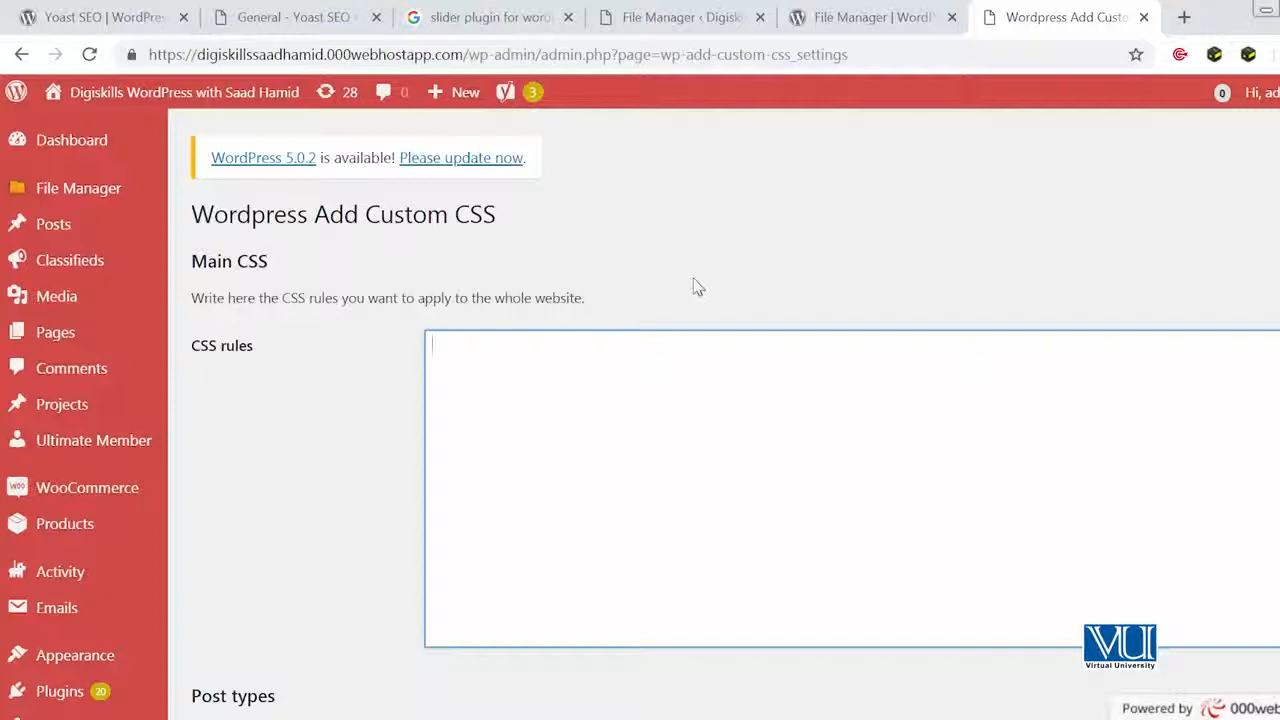 Yoast SEO | WordPres
General - Yoast SEO
slider plugin for word
File Manager ‹ Digisk
File Manager | WordP
Wordpress Add Custo
https://digiskillssaadhamid.000webhostapp.com/wp-admin/admin.php?page=wp-add-custom-css_settings
Digiskills WordPress with Saad Hamid
28
0
New
3
0
Hi, ad
Dashboard
File Manager
Posts
Classifieds
Media
Pages
Comments
Projects
Ultimate Member
WooCommerce
Products
Activity
Emails
Appearance
Plugins 20
WordPress 5.0.2 is available! Please update now.
Wordpress Add Custom CSS
Main CSS
Write here the CSS rules you want to apply to the whole website.
CSS rules
Post types
VU
Virtual University
Powered by 000web